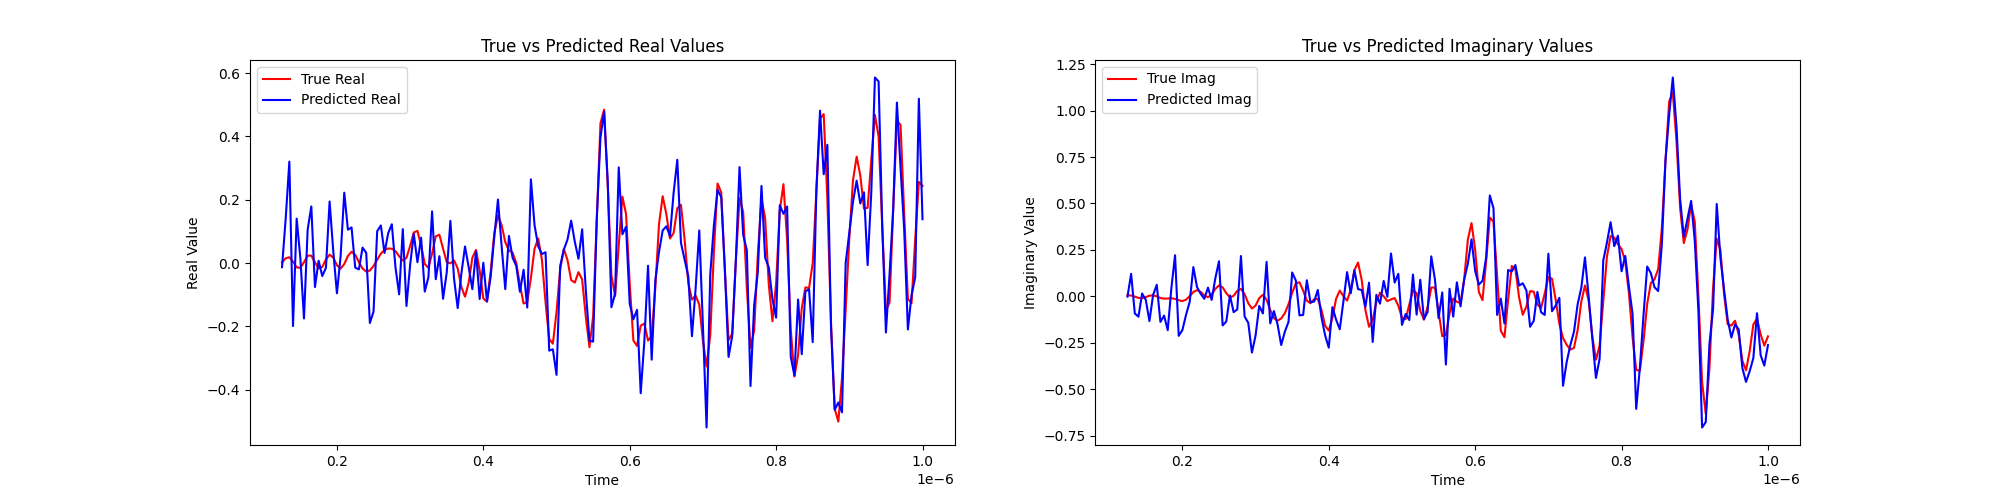 True vs Predicted Real Values
True Real
Predicted Real
Real Value
0.6
0.4
0.2
0.0
−0.2
−0.4
0.2
0.4
0.6
0.8
1.0
1e−6
Time
True vs Predicted Imaginary Values
True Imag
Predicted Imag
Imaginary Value
1.25
1.00
0.75
0.50
0.25
0.00
−0.25
−0.50
−0.75
0.2
0.4
0.6
0.8
1.0
1e−6
Time